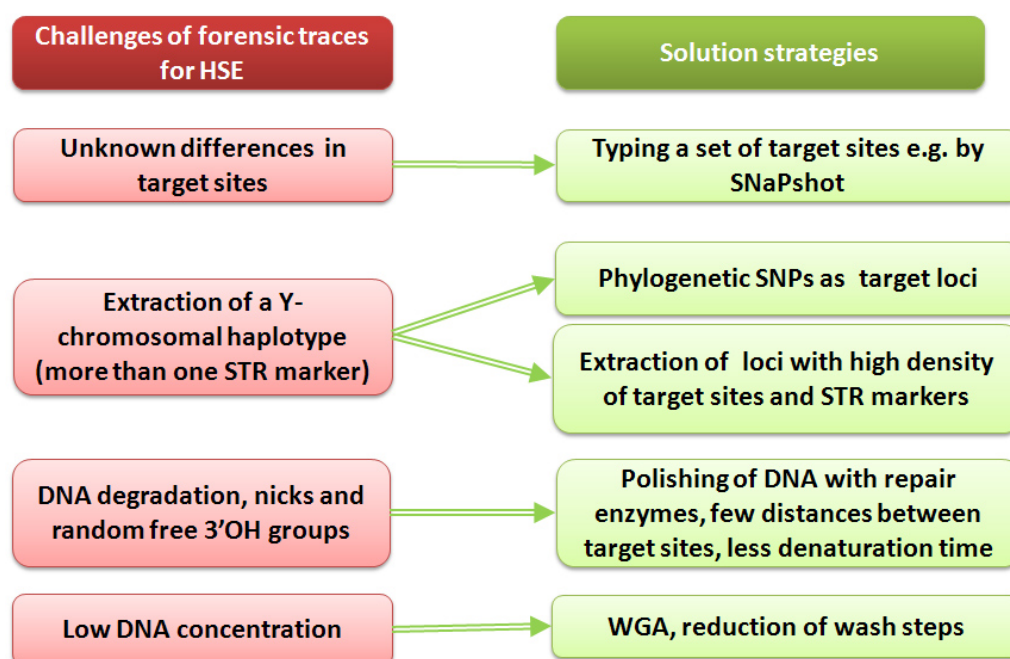 Challenges of forensic traces
for HSE
Solution strategies
Unknown differences in
target sites
Typing a set of target sites e.g. by
SNaPshot
Extraction of a Y-
chromosomal haplotype
(more than one STR marker)
Phylogenetic SNPs as target loci
Extraction of loci with high density
of target sites and STR markers
DNA degradation, nicks and
random free 3'OH groups
Polishing of DNA with repair
enzymes, few distances between
target sites, less denaturation time
Low DNA concentration
WGA, reduction of wash steps